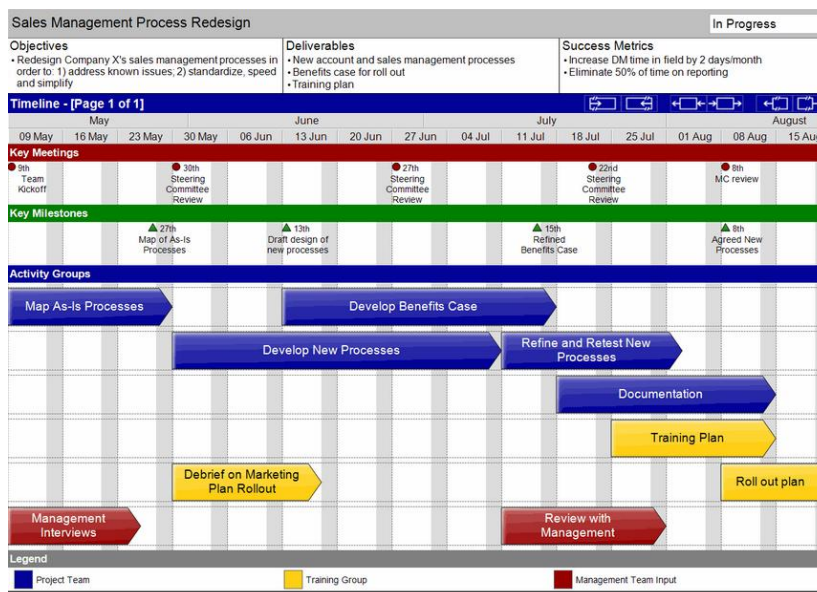 Sales Management Process Redesign
In Progress
Objectives
• Redesign Company X's sales management processes in
order to: 1) address known issues; 2) standardize, speed
and simplify
Deliverables
• New account and sales management processes
• Benefits case for roll out
• Training plan
Success Metrics
• Increase DM time in field by 2 days/month
• Eliminate 50% of time on reporting
Timeline - [Page 1 of 1]
May June July August
09 May 16 May 23 May 30 May 06 Jun 13 Jun 20 Jun 27 Jun 04 Jul 11 Jul 18 Jul 25 Jul 01 Aug 08 Aug 15 Aug
Key Meetings
9th
Team
Kickoff
30th
Steering
Committee
Review
27th
Steering
Committee
Review
22nd
Steering
Committee
Review
8th
MC review
Key Milestones
27th
Map of As-Is
Processes
13th
Draft design of
new processes
15th
Refined
Benefits Case
8th
Agreed New
Processes
Activity Groups
Map As-Is Processes
Develop Benefits Case
Develop New Processes
Refine and Retest New
Processes
Documentation
Training Plan
Debrief on Marketing
Plan Rollout
Roll out plan
Management
Interviews
Review with
Management
Legend
Project Team
Training Group
Management Team Input